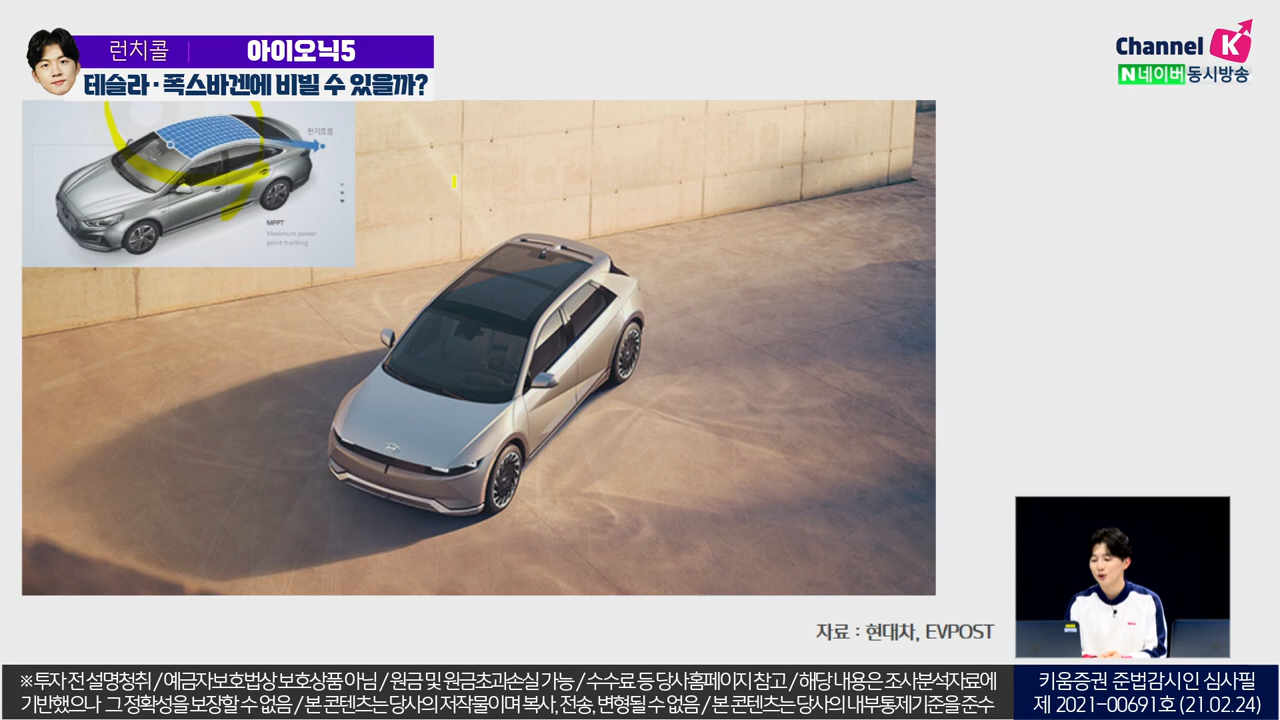 런치콜 | 아이오닉5
테슬라·폭스바겐에 비빌 수 있을까?
Channel K
N 네이버 동시방송
전기흐름
MPPT
Maximum power
point tracking
자료 : 현대차, EVPOST
※ 투자 전 설명청취 / 예금자보호법상 보호상품 아님 / 원금 및 원금초과손실 가능 / 수수료 등 당사홈페이지 참고 / 해당 내용은 조사분석자료에
기반했으나 그 정확성을 보장할 수 없음 / 본 콘텐츠는 당사의 저작물이며 복사, 전송, 변형될 수 없음 / 본 콘텐츠는 당사의 내부통제기준을 준수
키움증권 준법감시인 심사필
제 2021-00691호 (21.02.24)